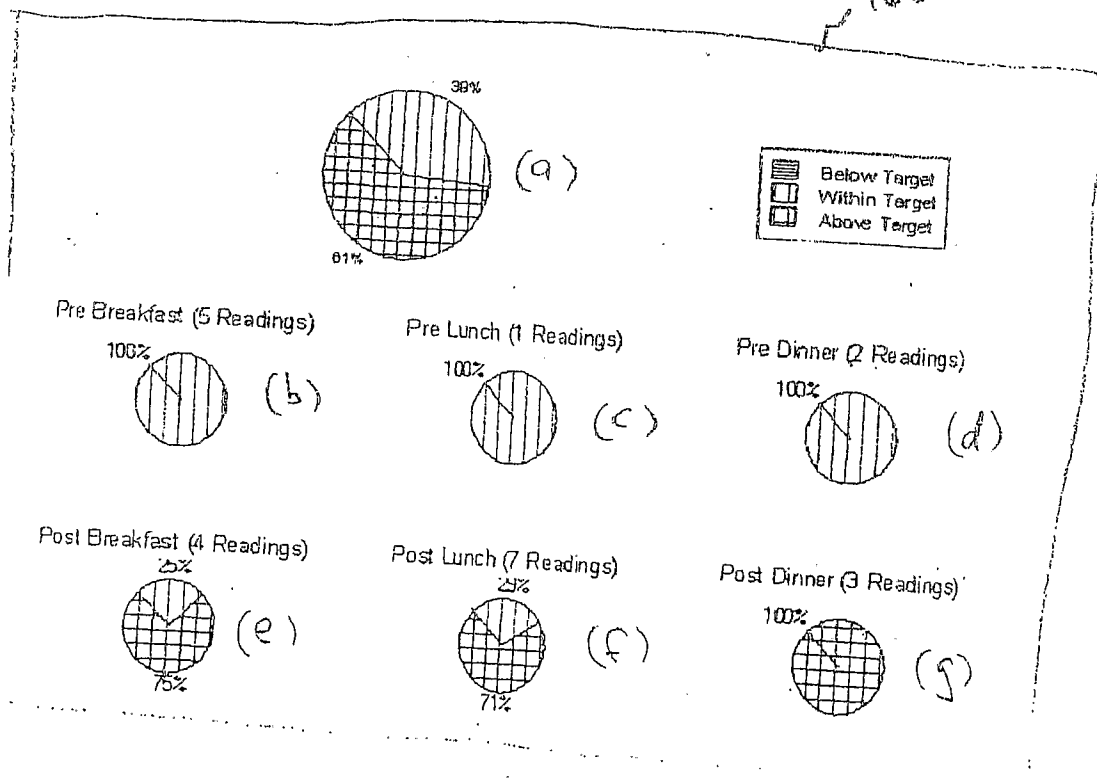 39%
(a)
61%
Below Target
Within Target
Above Target
Pre Breakfast (5 Readings)
100%
(b)
Pre Lunch (1 Readings)
100%
(c)
Pre Dinner (2 Readings)
100%
(d)
Post Breakfast (4 Readings)
25%
(e)
75%
Post Lunch (7 Readings)
29%
(f)
71%
Post Dinner (3 Readings)
100%
(g)